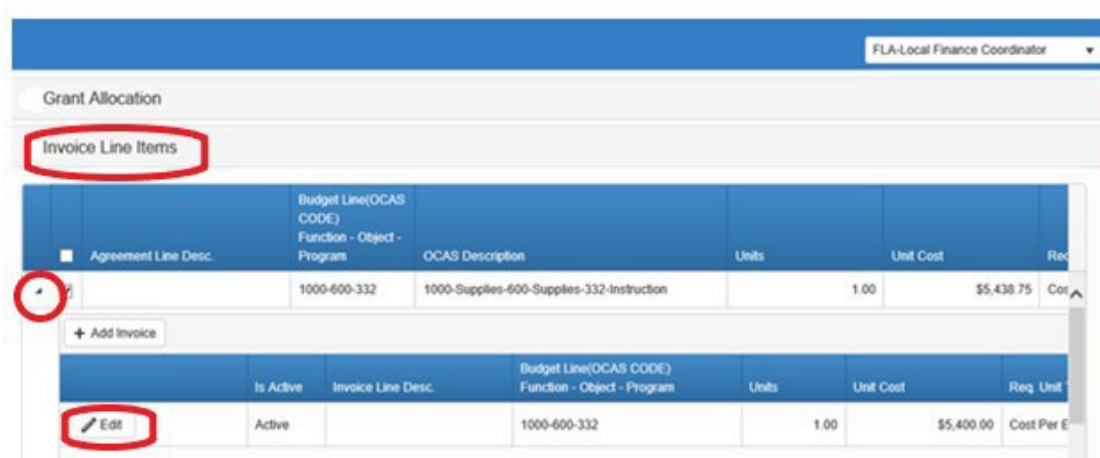 FLA-Local Finance Coordinator
Grant Allocation
Invoice Line Items
Agreement Line Desc.
Budget Line(OCAS
CODE)
Function - Object -
Program
OCAS Description
Units
Unit Cost
1000-600-332
1000-Supplies-600-Supplies-332-Instruction
1.00
$5,438.75
+ Add Invoice
Is Active
Invoice Line Desc.
Budget Line(OCAS CODE)
Function - Object - Program
Units
Unit Cost
Req. Unit
Edit
Active
1000-600-332
1.00
$5,400.00
Cost Per